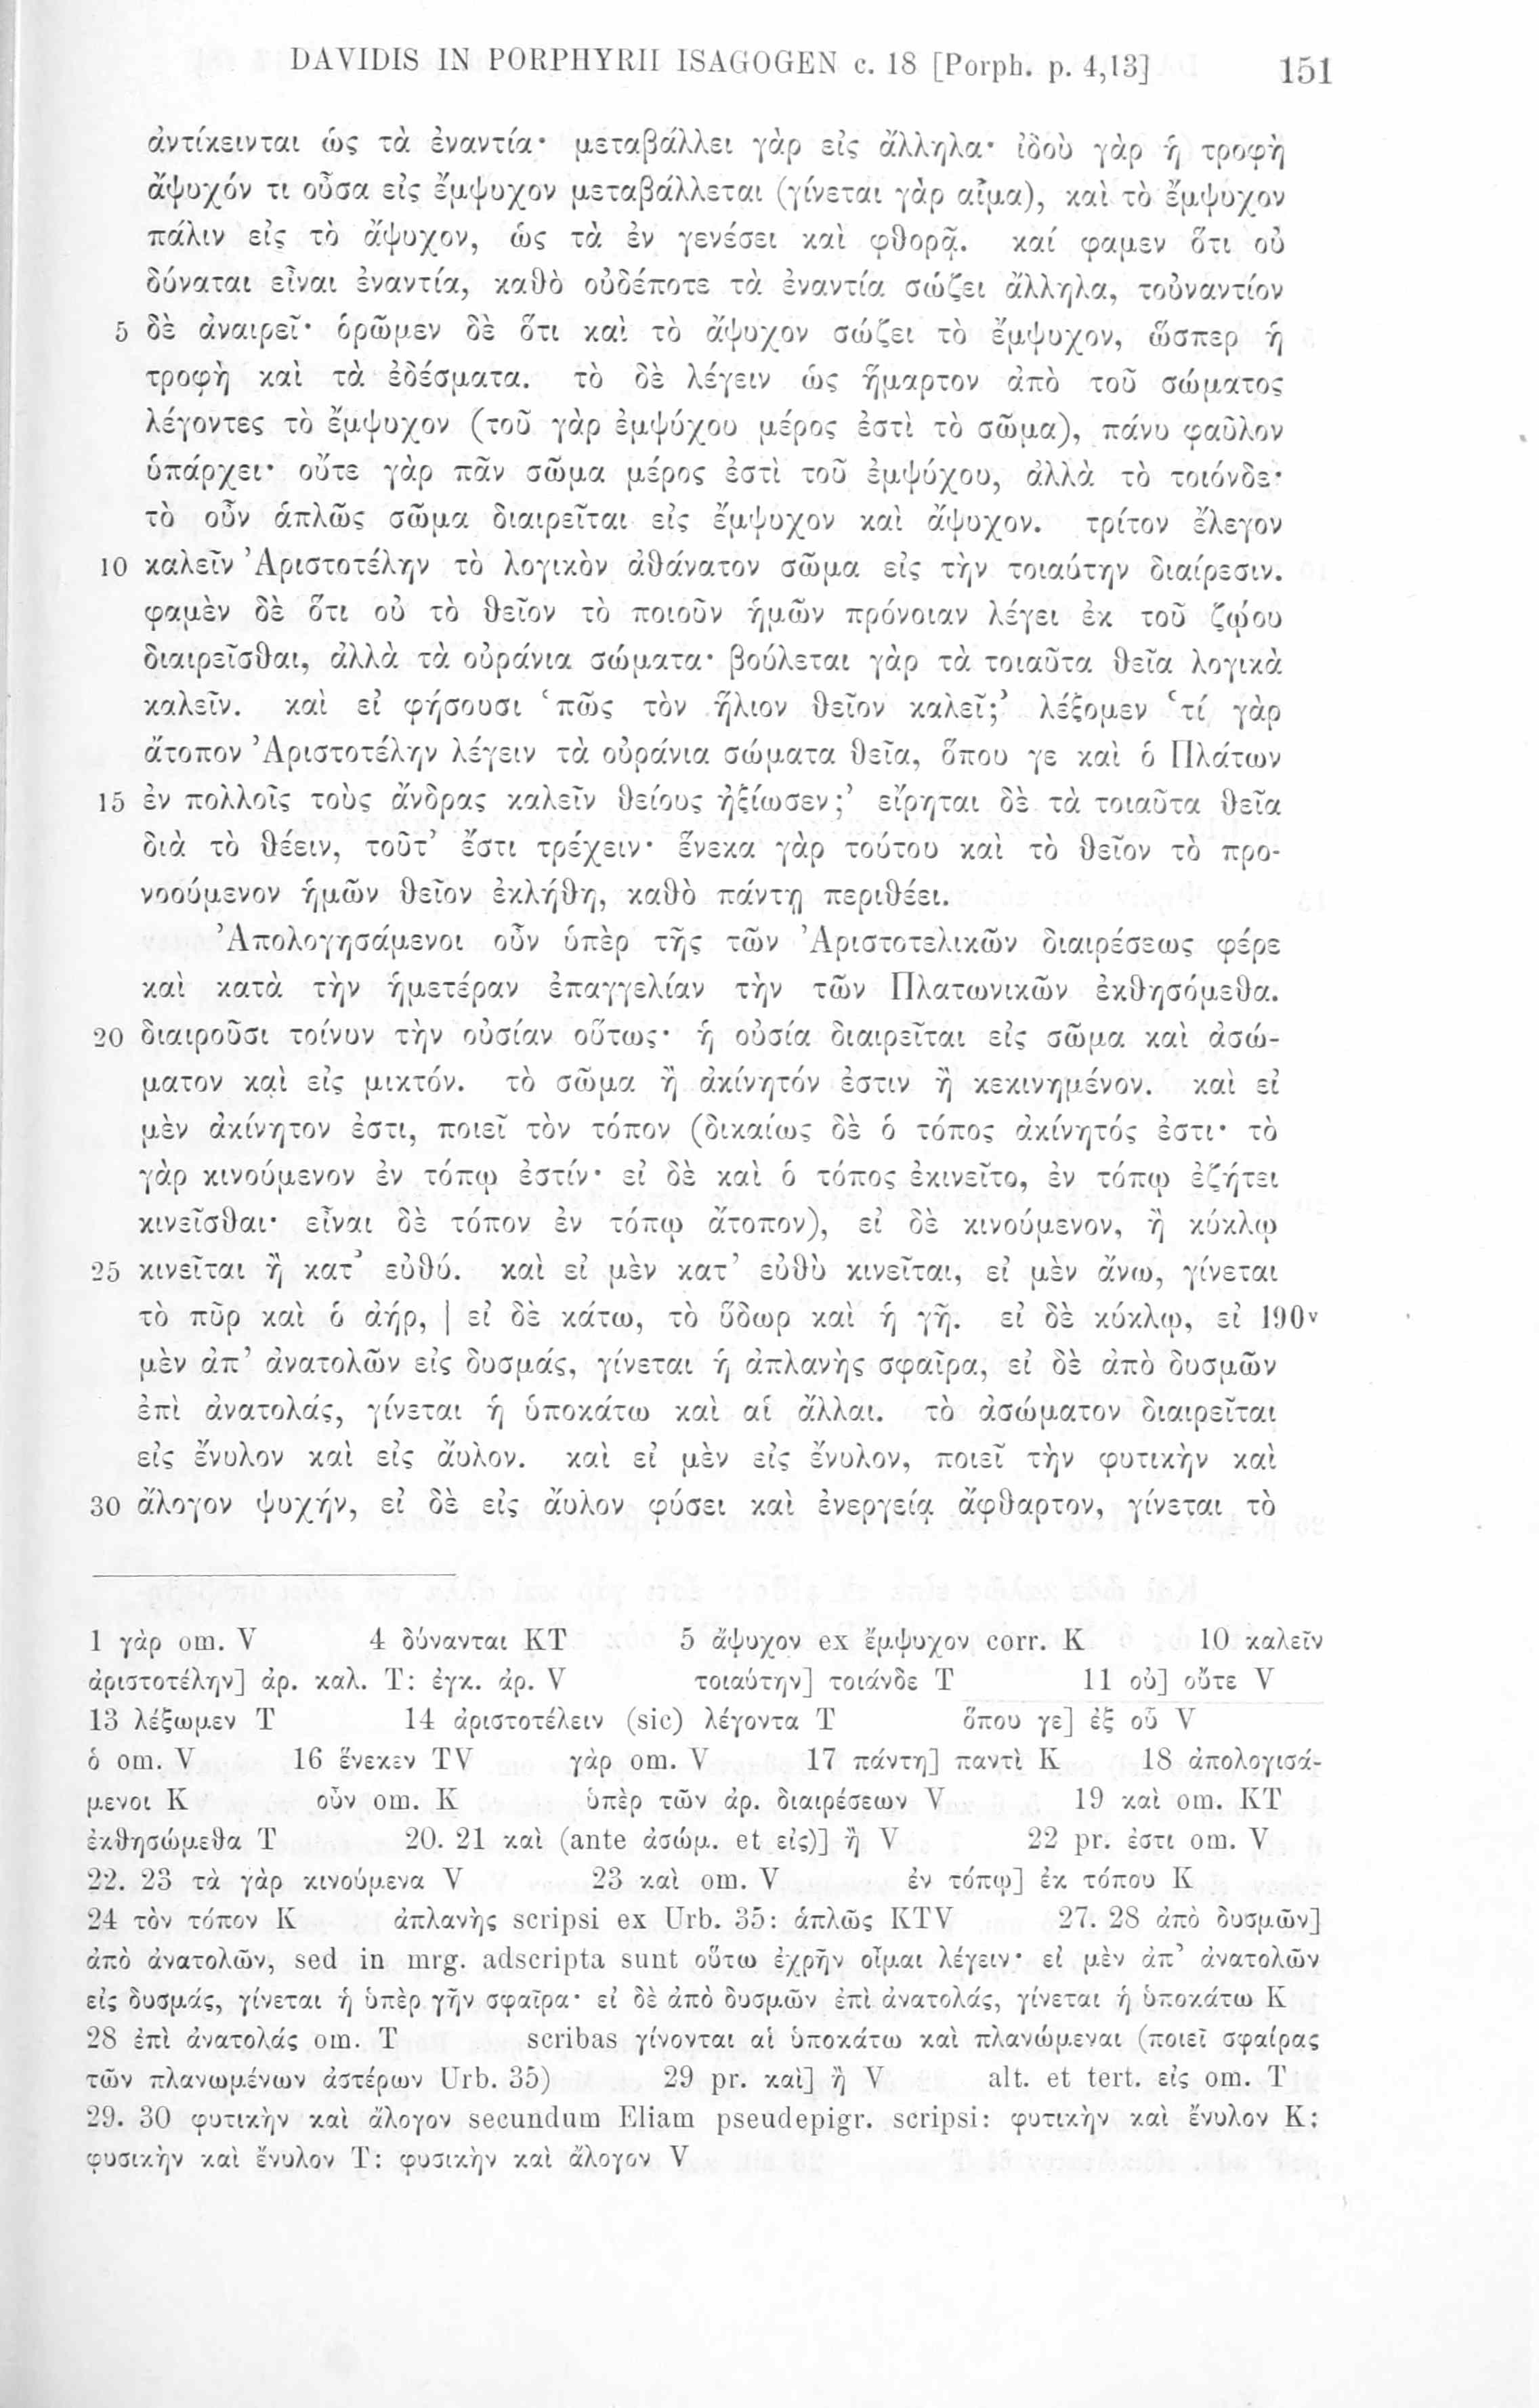 DAVIDIS IN PORPHYRII ISAGOGEN c. 18 [Porph. p. 4,13] 151
ἀντίκεινται ὡς τὰ ἐναντία· μεταβάλλει γὰρ εἰς ἄλληλα· ἰδοὺ γὰρ ἡ τροφὴ
ἄψυχόν τι οὖσα εἰς ἔμψυχον μεταβάλλεται (γίνεται γὰρ αἷμα), καὶ τὸ ἔμψυχον
πάλιν εἰς τὸ ἄψυχον, ὡς τὰ ἐν γενέσει καὶ φθορᾷ. καί φαμεν ὅτι οὐ
δύναται εἶναι ἐναντία, καθὸ οὐδέποτε τὰ ἐναντία σώζει ἄλληλα, τοὐναντίον
5 δὲ ἀναιρεῖ· ὁρῶμεν δὲ ὅτι καὶ τὸ ἄψυχον σώζει τὸ ἔμψυχον, ὥσπερ ἡ
τροφὴ καὶ τὰ ἐδέσματα. τὸ δὲ λέγειν ὡς ἥμαρτον ἀπὸ τοῦ σώματος
λέγοντες τὸ ἔμψυχον (τοῦ γὰρ ἐμψύχου μέρος ἐστὶ τὸ σῶμα), πάνυ φαῦλον
ὑπάρχει· οὔτε γὰρ πᾶν σῶμα μέρος ἐστὶ τοῦ ἐμψύχου, ἀλλὰ τὸ τοιόνδε·
τὸ οὖν ἁπλῶς σῶμα διαιρεῖται εἰς ἔμψυχον καὶ ἄψυχον. τρίτον ἔλεγον
10 καλεῖν Ἀριστοτέλην τὸ λογικὸν ἀθάνατον σῶμα εἰς τὴν τοιαύτην διαίρεσιν.
φαμὲν δὲ ὅτι οὐ τὸ θεῖον τὸ ποιοῦν ἡμῶν πρόνοιαν λέγει ἐκ τοῦ ζῴου
διαιρεῖσθαι, ἀλλὰ τὰ οὐράνια σώματα· βούλεται γὰρ τὰ τοιαῦτα θεῖα λογικὰ
καλεῖν. καὶ εἰ φήσουσι ‘πῶς τὸν ἥλιον θεῖον καλεῖ;’ λέξομεν ‘τί γὰρ
ἄτοπον Ἀριστοτέλην λέγειν τὰ οὐράνια σώματα θεῖα, ὅπου γε καὶ ὁ Πλάτων
15 ἐν πολλοῖς τοὺς ἄνδρας καλεῖν θείους ἠξίωσεν;’ εἴρηται δὲ τὰ τοιαῦτα θεῖα
διὰ τὸ θέειν, τοῦτ’ ἔστι τρέχειν· ἕνεκα γὰρ τούτου καὶ τὸ θεῖον τὸ προ-
νοούμενον ἡμῶν θεῖον ἐκλήθη, καθὸ πάντῃ περιθέει.
Ἀπολογησάμενοι οὖν ὑπὲρ τῆς τῶν Ἀριστοτελικῶν διαιρέσεως φέρε
καὶ κατὰ τὴν ἡμετέραν ἐπαγγελίαν τὴν τῶν Πλατωνικῶν ἐκθησόμεθα.
20 διαιροῦσι τοίνυν τὴν οὐσίαν οὕτως· ἡ οὐσία διαιρεῖται εἰς σῶμα καὶ ἀσώ-
ματον καὶ εἰς μικτόν. τὸ σῶμα ἢ ἀκίνητόν ἐστιν ἢ κεκινημένον. καὶ εἰ
μὲν ἀκίνητον ἐστι, ποιεῖ τὸν τόπον (δικαίως δὲ ὁ τόπος ἀκίνητός ἐστι· τὸ
γὰρ κινούμενον ἐν τόπῳ ἐστίν· εἰ δὲ καὶ ὁ τόπος ἐκινεῖτο, ἐν τόπῳ ἐζήτει
κινεῖσθαι· εἶναι δὲ τόπον ἐν τόπῳ ἄτοπον), εἰ δὲ κινούμενον, ἢ κύκλῳ
25 κινεῖται ἢ κατ’ εὐθύ. καὶ εἰ μὲν κατ’ εὐθὺ κινεῖται, εἰ μὲν ἄνω, γίνεται
τὸ πῦρ καὶ ὁ ἀήρ, | εἰ δὲ κάτω, τὸ ὕδωρ καὶ ἡ γῆ. εἰ δὲ κύκλῳ, εἰ 190v
μὲν ἀπ’ ἀνατολῶν εἰς δυσμάς, γίνεται ἡ ἀπλανὴς σφαῖρα, εἰ δὲ ἀπὸ δυσμῶν
ἐπὶ ἀνατολάς, γίνεται ἡ ὑποκάτω καὶ αἱ ἄλλαι. τὸ ἀσώματον διαιρεῖται
εἰς ἔνυλον καὶ εἰς ἄυλον. καὶ εἰ μὲν εἰς ἔνυλον, ποιεῖ τὴν φυτικὴν καὶ
30 ἄλογον ψυχήν, εἰ δὲ εἰς ἄυλον φύσει καὶ ἐνεργείᾳ ἄφθαρτον, γίνεται τὸ
1 γὰρ om. V 4 δύνανται KT 5 ἄψυχον ex ἔμψυχον corr. K 10 καλεῖν
ἀριστοτέλην] ἀρ. καλ. T: ἐγκ. ἀρ. V τοιαύτην] τοιάνδε T 11 οὐ] οὔτε V
13 λέξωμεν T 14 ἀριστοτέλειν (sic) λέγοντα T ὅπου γε] ἐξ οὗ V
ὁ om. V 16 ἕνεκεν TV γὰρ om. V 17 πάντη] παντὶ K 18 ἀπολογισά-
μενοι K οὖν om. K ὑπὲρ τῶν ἀρ. διαιρέσεων V 19 καὶ om. KT
ἐκθησώμεθα T 20. 21 καὶ (ante ἀσώμ. et εἰς)] ἢ V 22 pr. ἐστι om. V
22. 23 τὰ γὰρ κινούμενα V 23 καὶ om. V ἐν τόπῳ] ἐκ τόπου K
24 τὸν τόπον K ἀπλανὴς scripsi ex Urb. 35: ἁπλῶς KTV 27. 28 ἀπὸ δυσμῶν]
ἀπὸ ἀνατολῶν, sed in mrg. adscripta sunt οὕτω ἐχρῆν οἶμαι λέγειν· εἰ μὲν ἀπ’ ἀνατολῶν
εἰς δυσμάς, γίνεται ἡ ὑπὲρ γῆν σφαῖρα· εἰ δὲ ἀπὸ δυσμῶν ἐπὶ ἀνατολάς, γίνεται ἡ ὑποκάτω K
28 ἐπὶ ἀνατολάς om. T scribas γίνονται αἱ ὑποκάτω καὶ πλανώμεναι (ποιεῖ σφαίρας
τῶν πλανωμένων ἀστέρων Urb. 35) 29 pr. καὶ] ἢ V alt. et tert. εἰς om. T
29. 30 φυτικὴν καὶ ἄλογον secundum Eliam pseudepigr. scripsi: φυτικὴν καὶ ἔνυλον K;
φυσικὴν καὶ ἔνυλον T: φυσικὴν καὶ ἄλογον V